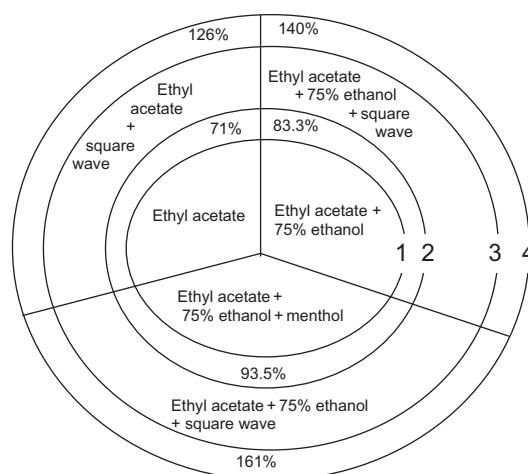 126%
140%
Ethyl
acetate
+
square
wave
Ethyl acetate
+ 75% ethanol
+ square
wave
71%
83.3%
Ethyl acetate
Ethyl acetate +
75% ethanol
1
2
3
4
Ethyl acetate +
75% ethanol + menthol
93.5%
Ethyl acetate + 75% ethanol
+ square wave
161%